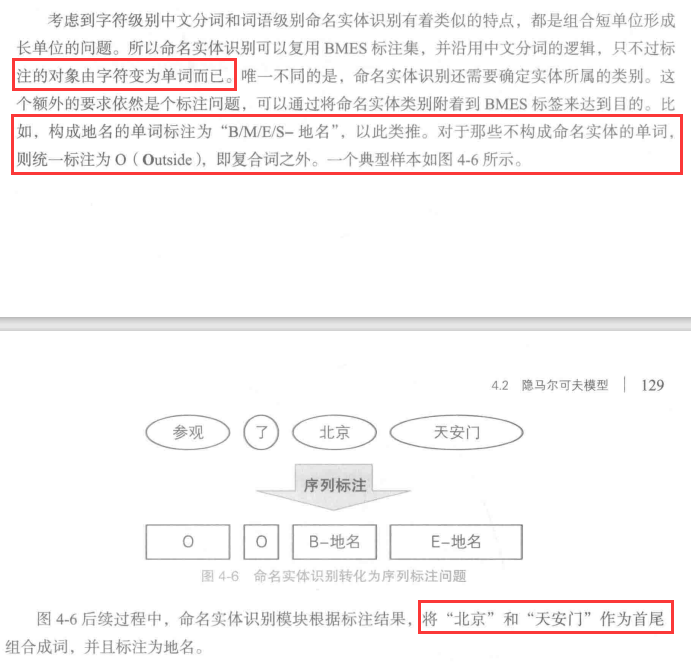 考虑到字符级别中文分词和词语级别命名实体识别有着类似的特点，都是组合短单位形成
长单位的问题。所以命名实体识别可以复用 BMES 标注集，并沿用中文分词的逻辑，只不过标
注的对象由字符变为单词而已。唯一不同的是，命名实体识别还需要确定实体所属的类别。这
个额外的要求依然是个标注问题，可以通过将命名实体类别附着到 BMES 标签来达到目的。比
如，构成地名的单词标注为“B/M/E/S– 地名”，以此类推。对于那些不构成命名实体的单词，
则统一标注为 O（Outside），即复合词之外。一个典型样本如图 4-6 所示。
4.2 隐马尔可夫模型 | 129
参观 了 北京 天安门
序列标注
O O B–地名 E–地名
图 4-6 命名实体识别转化为序列标注问题
图 4-6 后续过程中，命名实体识别模块根据标注结果，将“北京”和“天安门”作为首尾
组合成词，并且标注为地名。